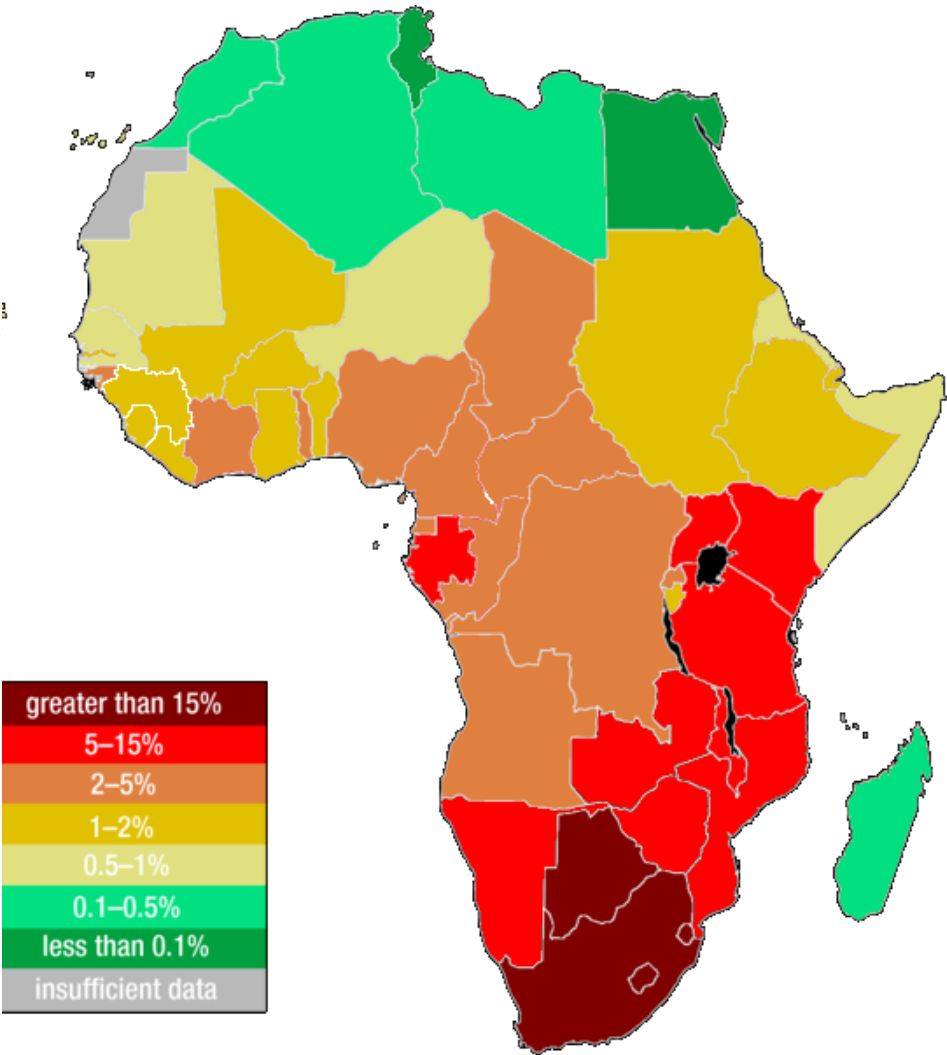 greater than 15%
5–15%
2–5%
1–2%
0.5–1%
0.1–0.5%
less than 0.1%
insufficient data